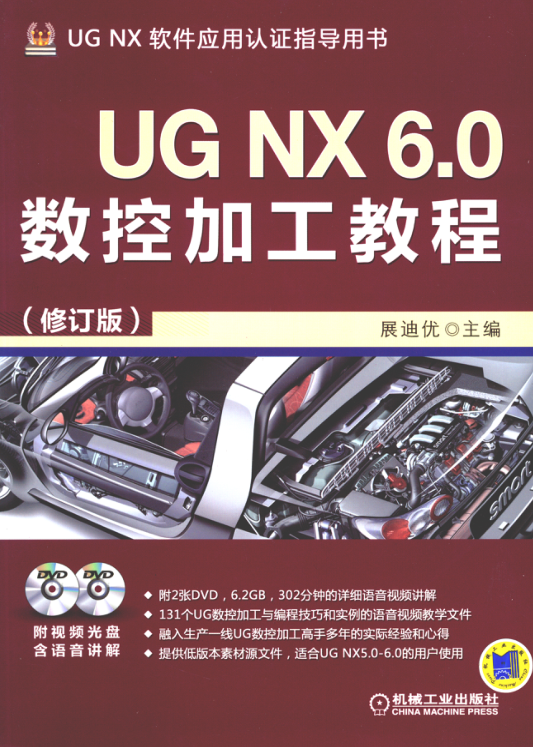 UG NX 软件应用认证指导用书
UG NX 6.0
数控加工教程
（修订版）
展迪优◎主编
smart
DVD DVD
附视频光盘
含语音讲解
◆ 附2张DVD，6.2GB，302分钟的详细语音视频讲解
◆ 131个UG数控加工与编程技巧和实例的语音视频教学文件
◆ 融入生产一线UG数控加工高手多年的实际经验和心得
◆ 提供低版本素材源文件，适合UG NX5.0-6.0的用户使用
机械工业出版社
CHINA MACHINE PRESS